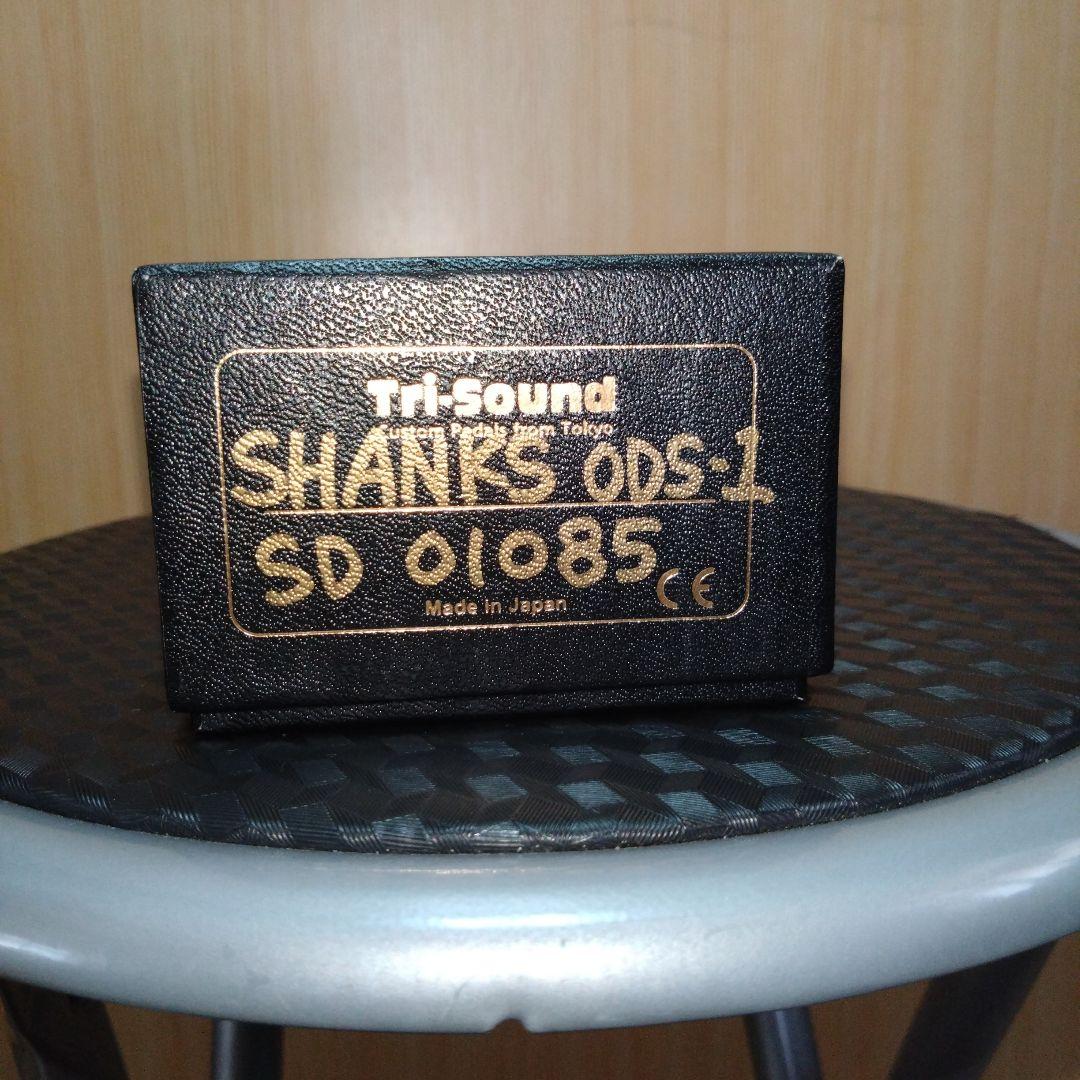 Tri-Sound
Custom Pedals from Tokyo
SHANKS ODS-1
SD 01085
Made in Japan
CE